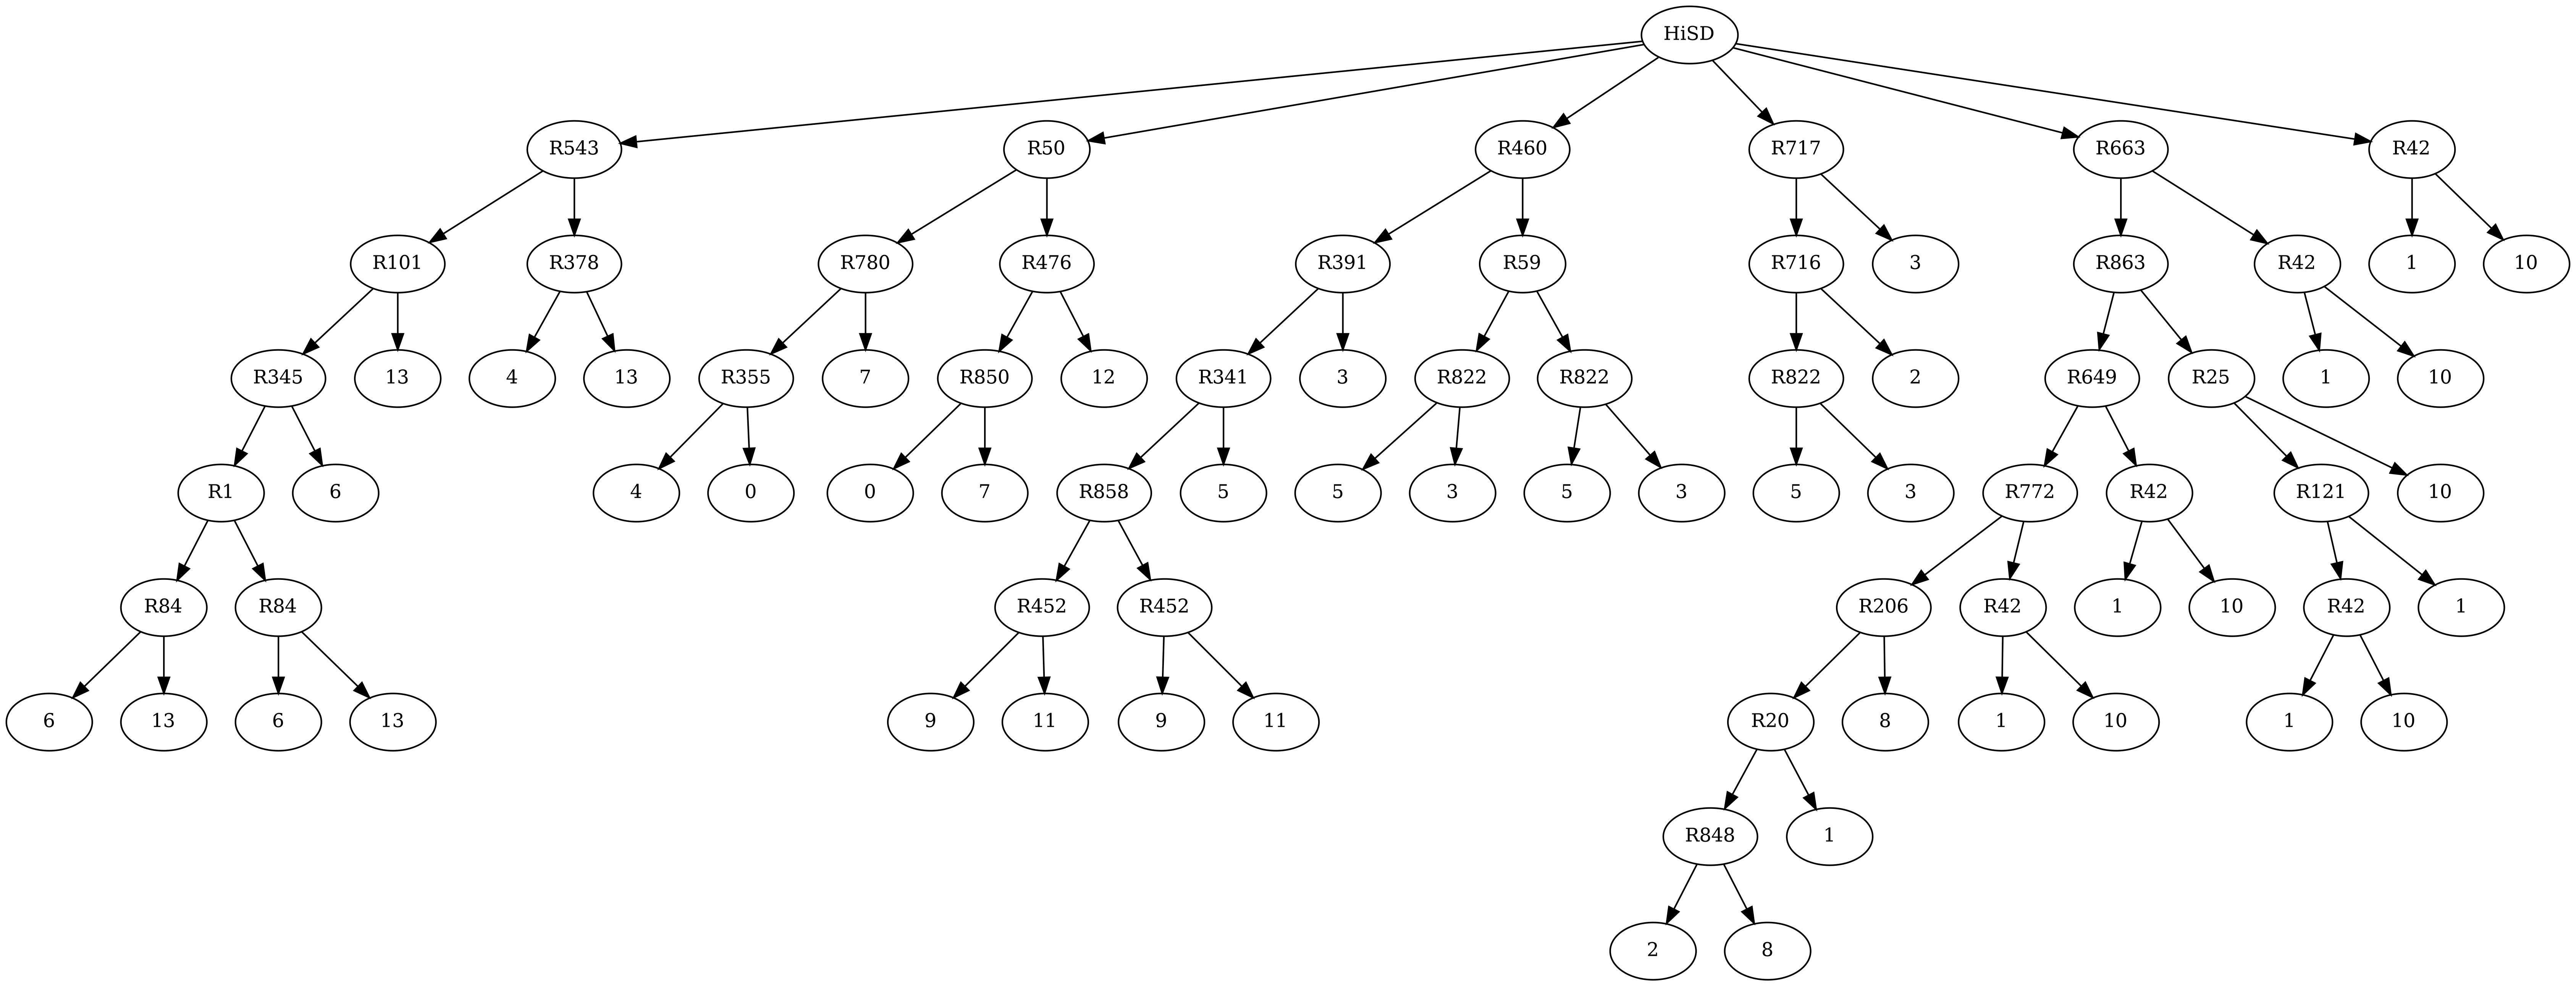 HiSD
R543 R50 R460 R717 R663 R42
R101 R378 R780 R476 R391 R59 R716 3 R863 R42 1 10
R345 13 4 13 R355 7 R850 12 R341 3 R822 R822 R822 2 R649 R25 1 10
R1 6 4 0 0 7 R858 5 5 3 5 3 5 3 R772 R42 R121 10
R84 R84 R452 R452 R206 R42 1 10 R42 1
6 13 6 13 9 11 9 11 R20 8 1 10 1 10
R848 1
2 8